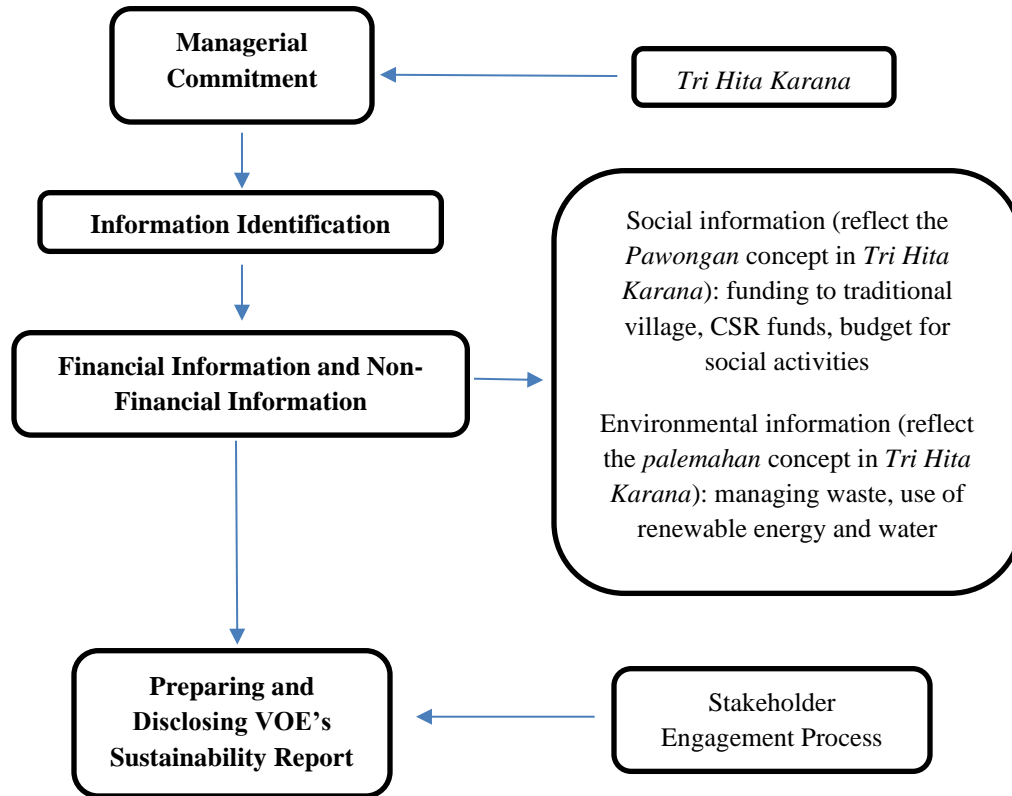 Managerial
Commitment
Tri Hita Karana
Information Identification
Financial Information and Non-
Financial Information
Social information (reflect the
Pawongan concept in Tri Hita
Karana): funding to traditional
village, CSR funds, budget for
social activities
Environmental information (reflect
the palemahan concept in Tri Hita
Karana): managing waste, use of
renewable energy and water
Preparing and
Disclosing VOE’s
Sustainability Report
Stakeholder
Engagement Process